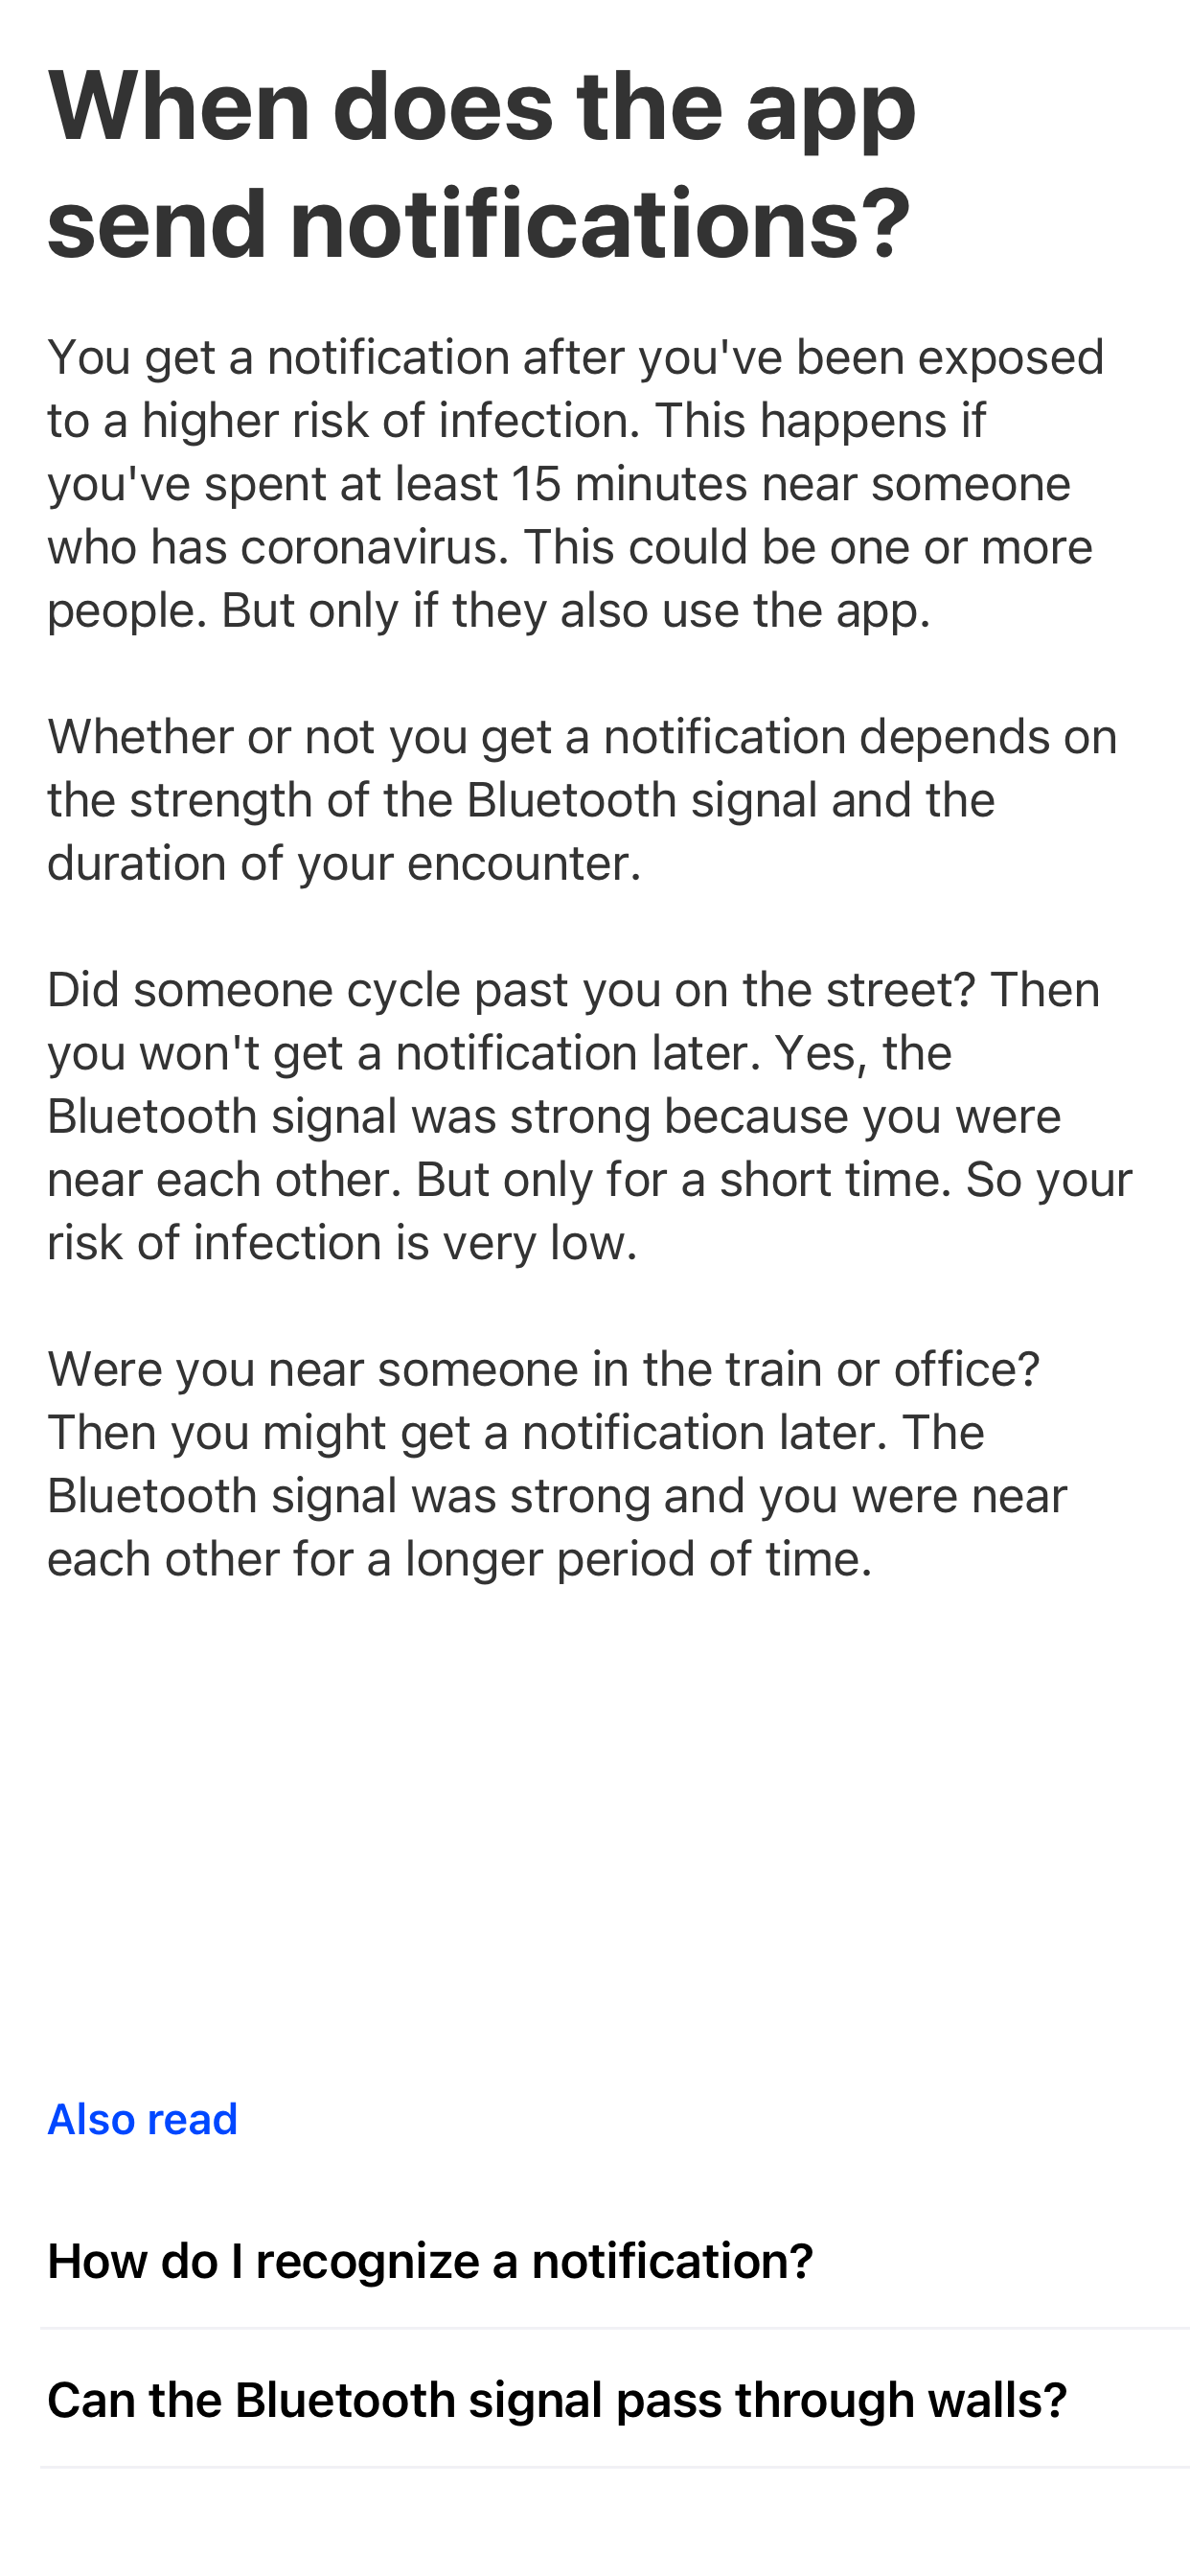 When does the app
send notifications?
You get a notification after you've been exposed
to a higher risk of infection. This happens if
you've spent at least 15 minutes near someone
who has coronavirus. This could be one or more
people. But only if they also use the app.
Whether or not you get a notification depends on
the strength of the Bluetooth signal and the
duration of your encounter.
Did someone cycle past you on the street? Then
you won't get a notification later. Yes, the
Bluetooth signal was strong because you were
near each other. But only for a short time. So your
risk of infection is very low.
Were you near someone in the train or office?
Then you might get a notification later. The
Bluetooth signal was strong and you were near
each other for a longer period of time.
Also read
How do I recognize a notification?
Can the Bluetooth signal pass through walls?